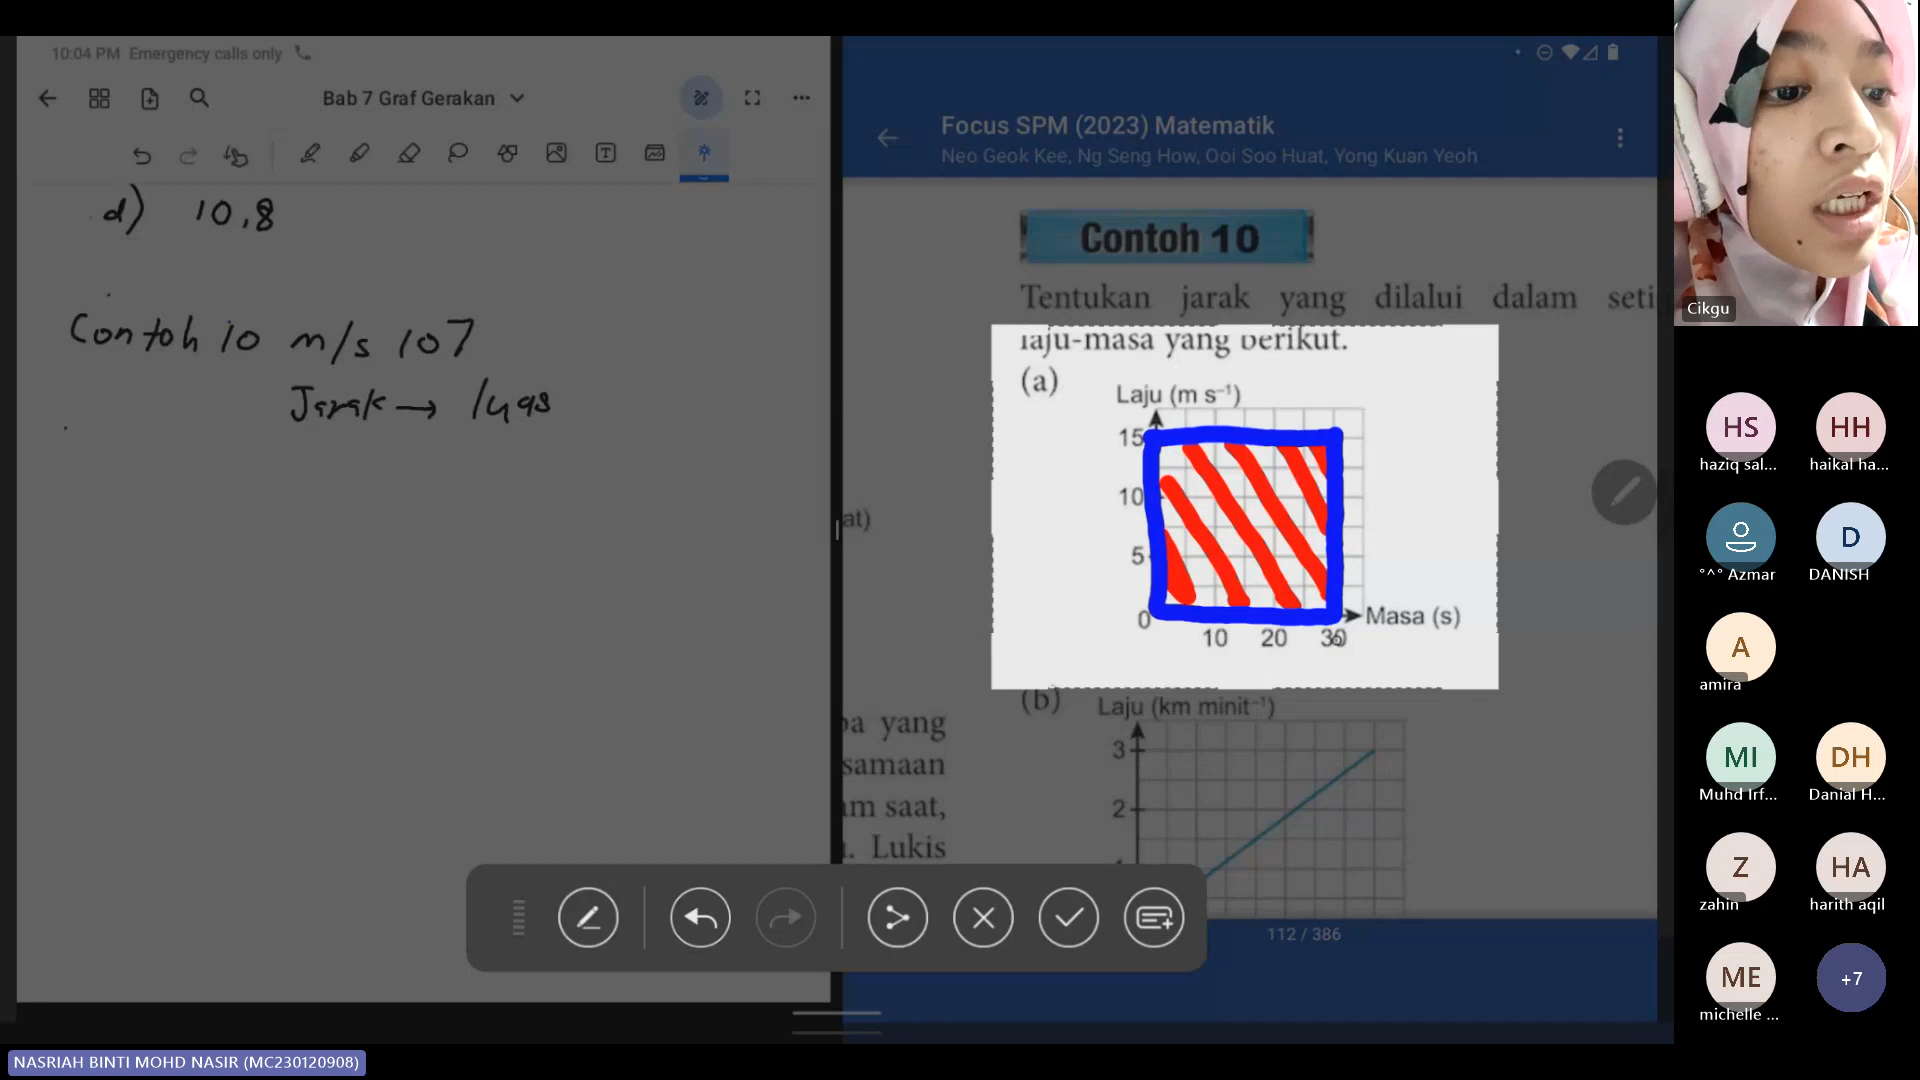 10:04 PM Emergency calls only
Bab 7 Graf Gerakan
d) 10.8
Contoh 10 m/s 107
Jarak → luas
Focus SPM (2023) Matematik
Neo Geok Kee, Ng Seng How, Ooi Soo Huat, Yong Kuan Yeoh
Contoh 10
Tentukan jarak yang dilalui dalam seti
laju-masa yang berikut.
(a)
Laju (m s⁻¹)
15
10
5
0
10 20 30
Masa (s)
at)
(b) Laju (km minit⁻¹)
3
2
1
a yang
samaan
m saat,
. Lukis
112 / 386
Cikgu
HS
haziq sal...
HH
haikal ha...
°^° Azmar
D
DANISH
A
amira
MI
Muhd Irf...
DH
Danial H...
Z
zahin
HA
harith aqil
ME
michelle ...
+7
NASRIAH BINTI MOHD NASIR (MC230120908)